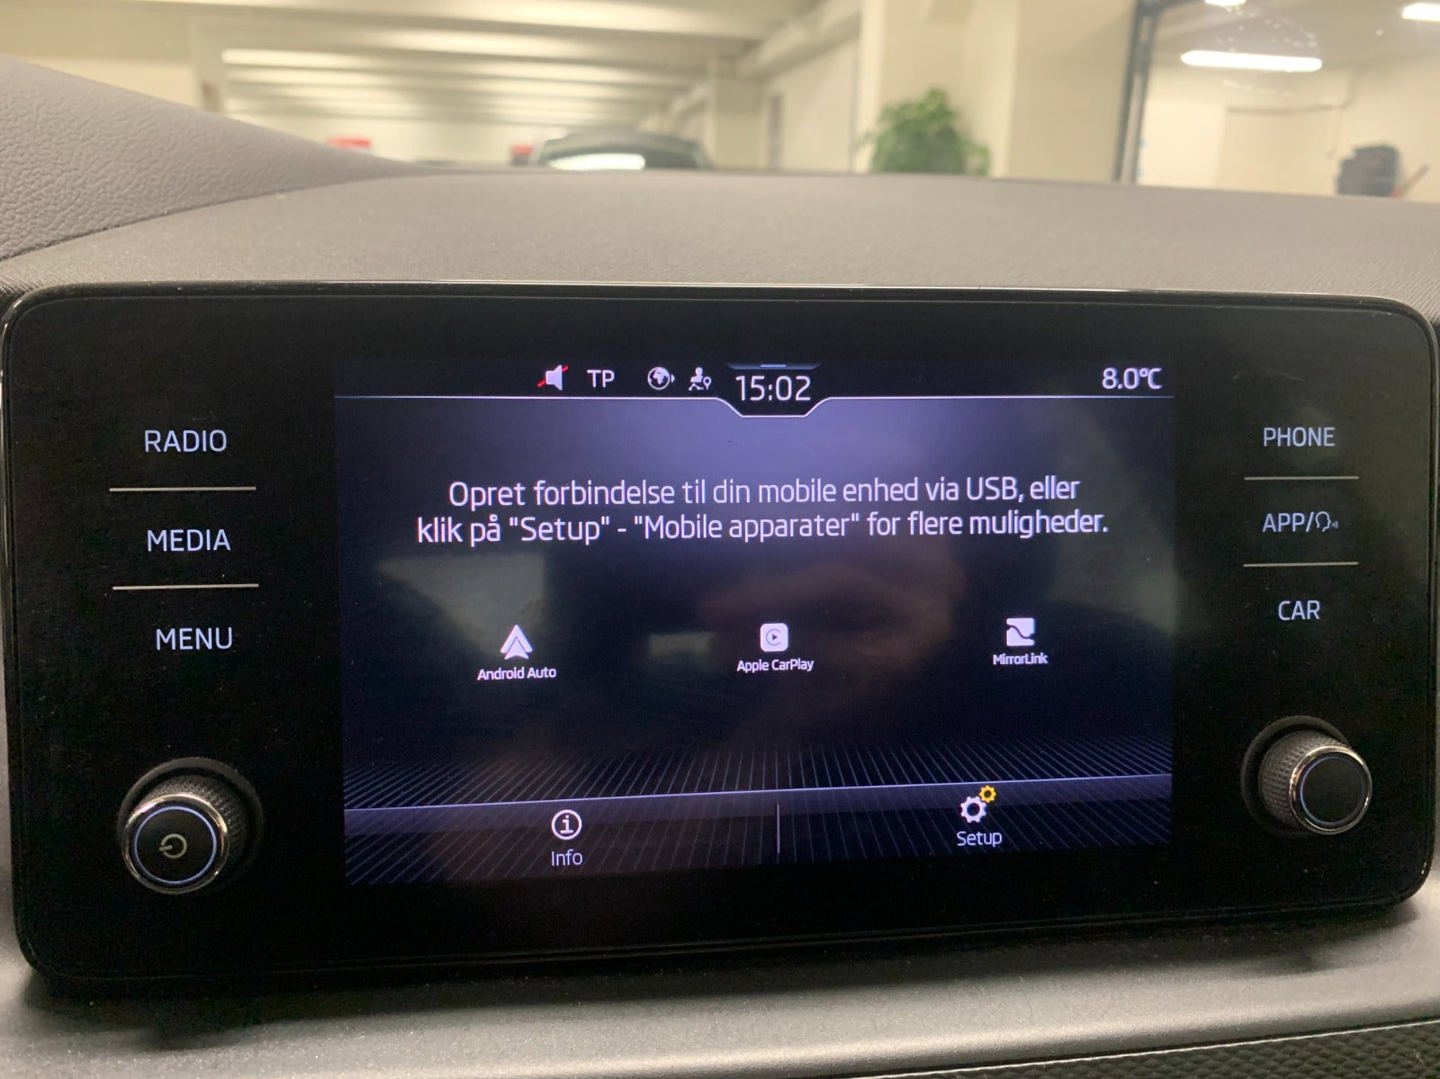 TP
15:02
8.0°C
RADIO
MEDIA
MENU
Opret forbindelse til din mobile enhed via USB, eller
klik på "Setup" - "Mobile apparater" for flere muligheder.
Android Auto
Apple CarPlay
MirrorLink
Info
Setup
PHONE
APP/
CAR